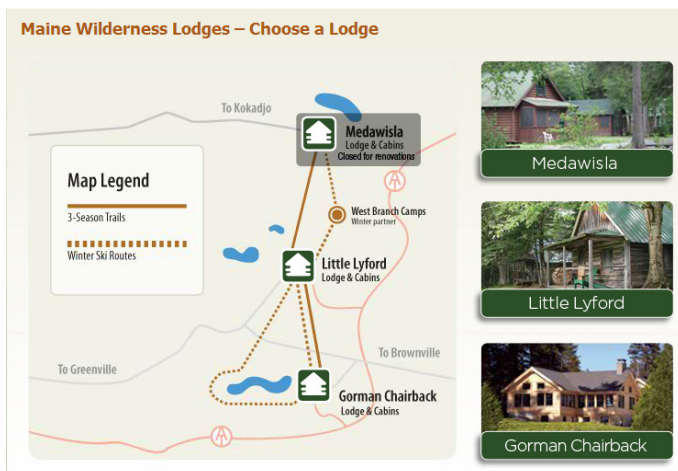 Maine Wilderness Lodges – Choose a Lodge
To Kokadjo
Medawisla
Lodge & Cabins
Closed for renovations
Map Legend
3-Season Trails
Winter Ski Routes
West Branch Camps
Winter partner
Little Lyford
Lodge & Cabins
To Greenville
To Brownville
Gorman Chairback
Lodge & Cabins
Medawisla
Little Lyford
Gorman Chairback